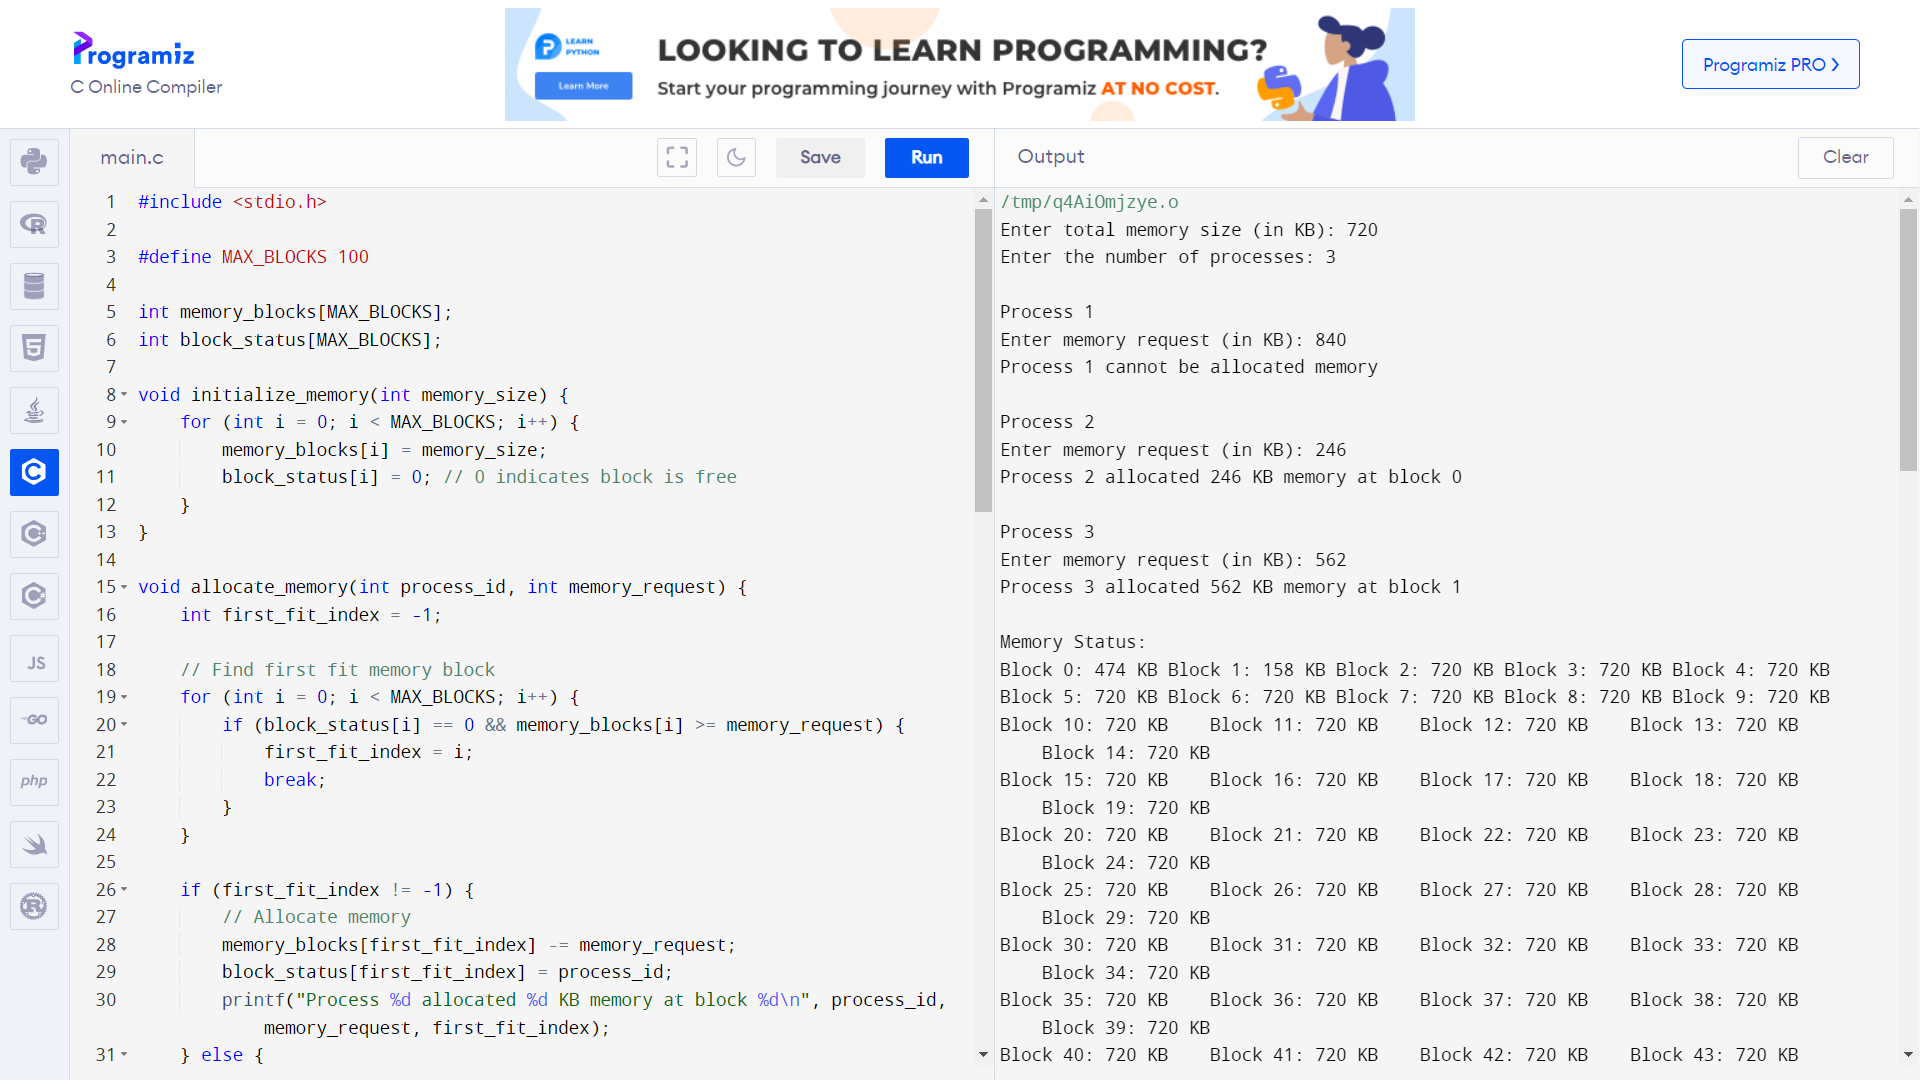 Programiz
C Online Compiler
LEARN
PYTHON
Learn More
LOOKING TO LEARN PROGRAMMING?
Start your programming journey with Programiz AT NO COST.
Programiz PRO
main.c
Save
Run
Output
Clear
JS
GO
php
1 #include <stdio.h>
2
3 #define MAX_BLOCKS 100
4
5 int memory_blocks[MAX_BLOCKS];
6 int block_status[MAX_BLOCKS];
7
8 void initialize_memory(int memory_size) {
9     for (int i = 0; i < MAX_BLOCKS; i++) {
10         memory_blocks[i] = memory_size;
11         block_status[i] = 0; // 0 indicates block is free
12     }
13 }
14
15 void allocate_memory(int process_id, int memory_request) {
16     int first_fit_index = -1;
17
18     // Find first fit memory block
19     for (int i = 0; i < MAX_BLOCKS; i++) {
20         if (block_status[i] == 0 && memory_blocks[i] >= memory_request) {
21             first_fit_index = i;
22             break;
23         }
24     }
25
26     if (first_fit_index != -1) {
27         // Allocate memory
28         memory_blocks[first_fit_index] -= memory_request;
29         block_status[first_fit_index] = process_id;
30         printf("Process %d allocated %d KB memory at block %d\n", process_id,
            memory_request, first_fit_index);
31     } else {
/tmp/q4AiOmjzye.o
Enter total memory size (in KB): 720
Enter the number of processes: 3
Process 1
Enter memory request (in KB): 840
Process 1 cannot be allocated memory
Process 2
Enter memory request (in KB): 246
Process 2 allocated 246 KB memory at block 0
Process 3
Enter memory request (in KB): 562
Process 3 allocated 562 KB memory at block 1
Memory Status:
Block 0: 474 KB Block 1: 158 KB Block 2: 720 KB Block 3: 720 KB Block 4: 720 KB
Block 5: 720 KB Block 6: 720 KB Block 7: 720 KB Block 8: 720 KB Block 9: 720 KB
Block 10: 720 KB    Block 11: 720 KB    Block 12: 720 KB    Block 13: 720 KB
    Block 14: 720 KB
Block 15: 720 KB    Block 16: 720 KB    Block 17: 720 KB    Block 18: 720 KB
    Block 19: 720 KB
Block 20: 720 KB    Block 21: 720 KB    Block 22: 720 KB    Block 23: 720 KB
    Block 24: 720 KB
Block 25: 720 KB    Block 26: 720 KB    Block 27: 720 KB    Block 28: 720 KB
    Block 29: 720 KB
Block 30: 720 KB    Block 31: 720 KB    Block 32: 720 KB    Block 33: 720 KB
    Block 34: 720 KB
Block 35: 720 KB    Block 36: 720 KB    Block 37: 720 KB    Block 38: 720 KB
    Block 39: 720 KB
Block 40: 720 KB    Block 41: 720 KB    Block 42: 720 KB    Block 43: 720 KB